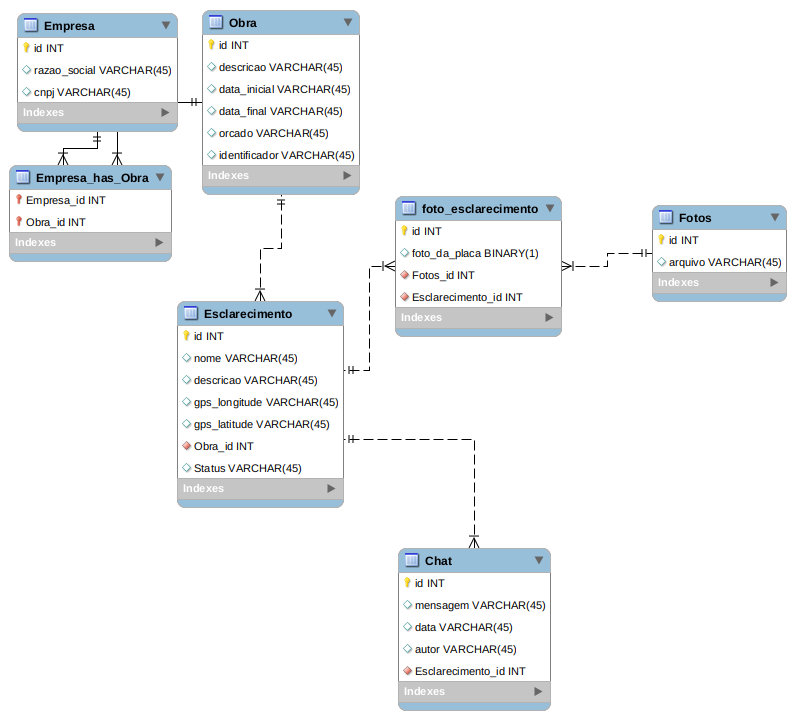 Empresa
id INT
razao_social VARCHAR(45)
cnpj VARCHAR(45)
Indexes
Obra
id INT
descricao VARCHAR(45)
data_inicial VARCHAR(45)
data_final VARCHAR(45)
orcado VARCHAR(45)
identificador VARCHAR(45)
Indexes
Empresa_has_Obra
Empresa_id INT
Obra_id INT
Indexes
foto_esclarecimento
id INT
foto_da_placa BINARY(1)
Fotos_id INT
Esclarecimento_id INT
Indexes
Fotos
id INT
arquivo VARCHAR(45)
Indexes
Esclarecimento
id INT
nome VARCHAR(45)
descricao VARCHAR(45)
gps_longitude VARCHAR(45)
gps_latitude VARCHAR(45)
Obra_id INT
Status VARCHAR(45)
Indexes
Chat
id INT
mensagem VARCHAR(45)
data VARCHAR(45)
autor VARCHAR(45)
Esclarecimento_id INT
Indexes